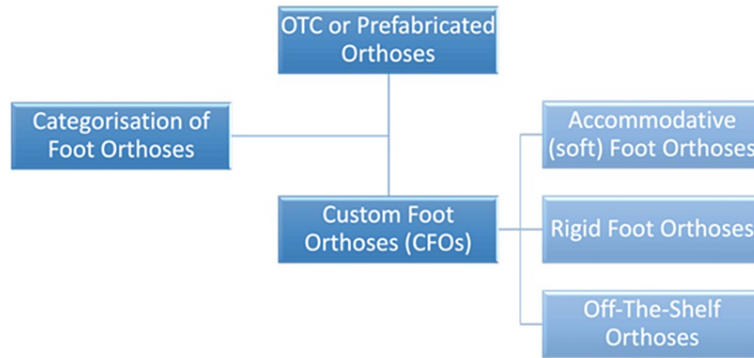 OTC or Prefabricated
Orthoses
Categorisation of
Foot Orthoses
Custom Foot
Orthoses (CFOs)
Accommodative
(soft) Foot Orthoses
Rigid Foot Orthoses
Off-The-Shelf
Orthoses